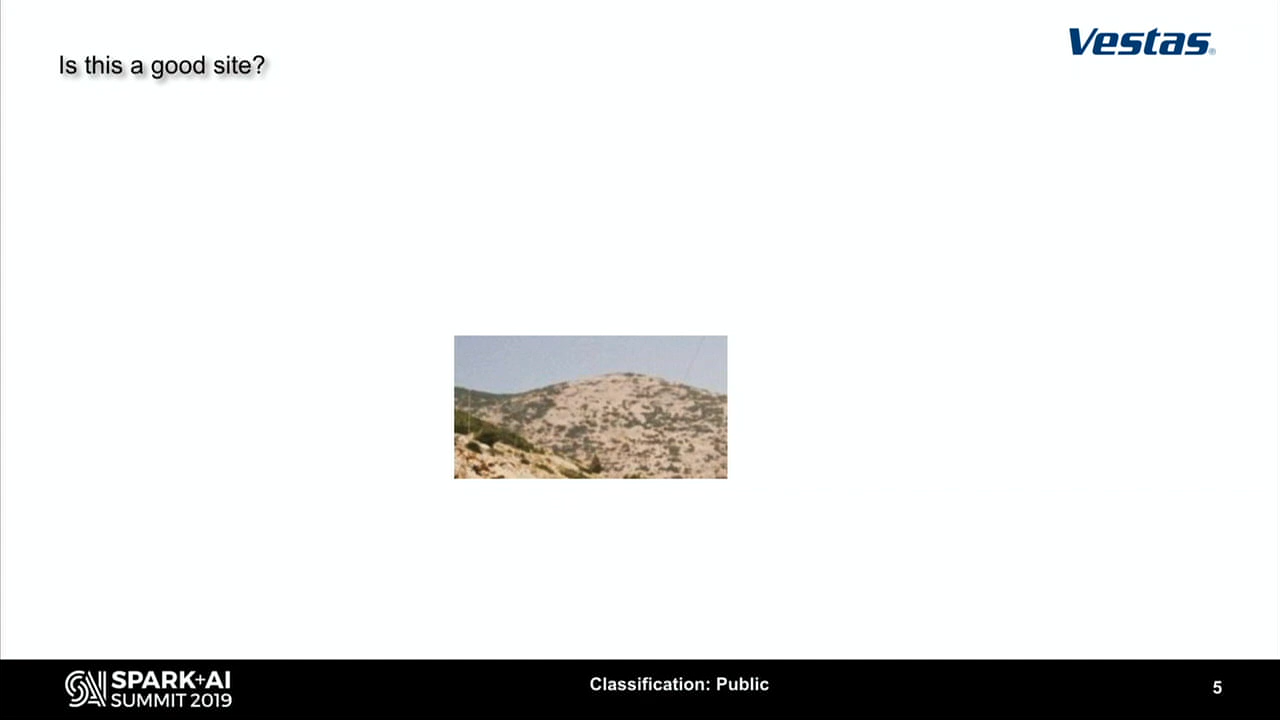 Is this a good site?
Vestas®
SPARK+AI
SUMMIT 2019
Classification: Public
5